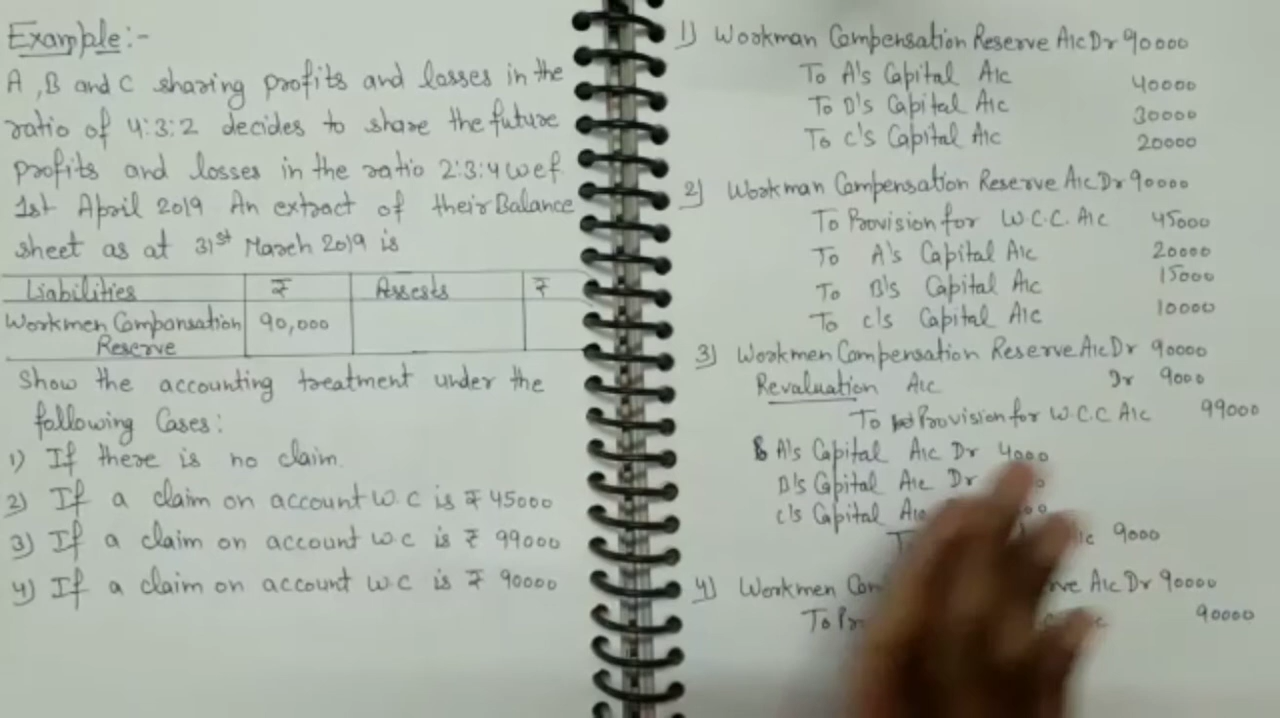 Example:-
A, B and C sharing profits and losses in the
ratio of 4:3:2 decides to share the future
profits and losses in the ratio 2:3:4 wef
1st April 2019 An extract of their Balance
sheet as at 31st March 2019 is
Liabilities ₹ Assests ₹
Workmen Compansation 90,000
Reserve
Show the accounting treatment under the
following Cases:
1) If there is no claim.
2) If a claim on account W.C is ₹ 45000
3) If a claim on account W.C is ₹ 99000
4) If a claim on account W.C is ₹ 90000
1) Workman Compensation Reserve A/c Dr 90000
To A's Capital A/c 40000
To B's Capital A/c 30000
To C's Capital A/c 20000
2) Workman Compensation Reserve A/c Dr 90000
To Provision for W.C.C. A/c 45000
To A's Capital A/c 20000
To B's Capital A/c 15000
To C's Capital A/c 10000
3) Workmen Compensation Reserve A/c Dr 90000
Revaluation A/c Dr 9000
To Provision for W.C.C A/c 99000
A's Capital A/c Dr 4000
B's Capital A/c Dr
C's Capital A/c
9000
4) Workmen A/c Dr 90000
To 90000